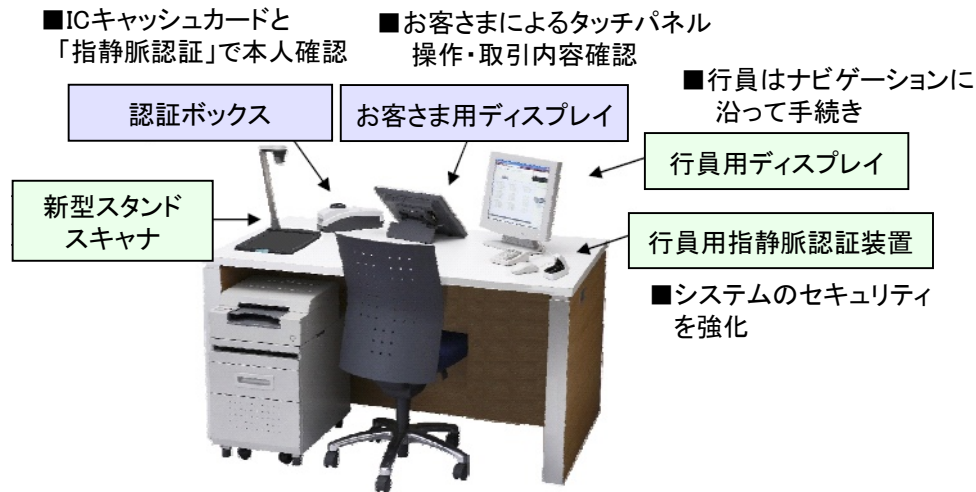 ■ICキャッシュカードと
「指静脈認証」で本人確認
■お客さまによるタッチパネル
操作・取引内容確認
■行員はナビゲーションに
沿って手続き
認証ボックス
お客さま用ディスプレイ
行員用ディスプレイ
新型スタンド
スキャナ
行員用指静脈認証装置
■システムのセキュリティ
を強化